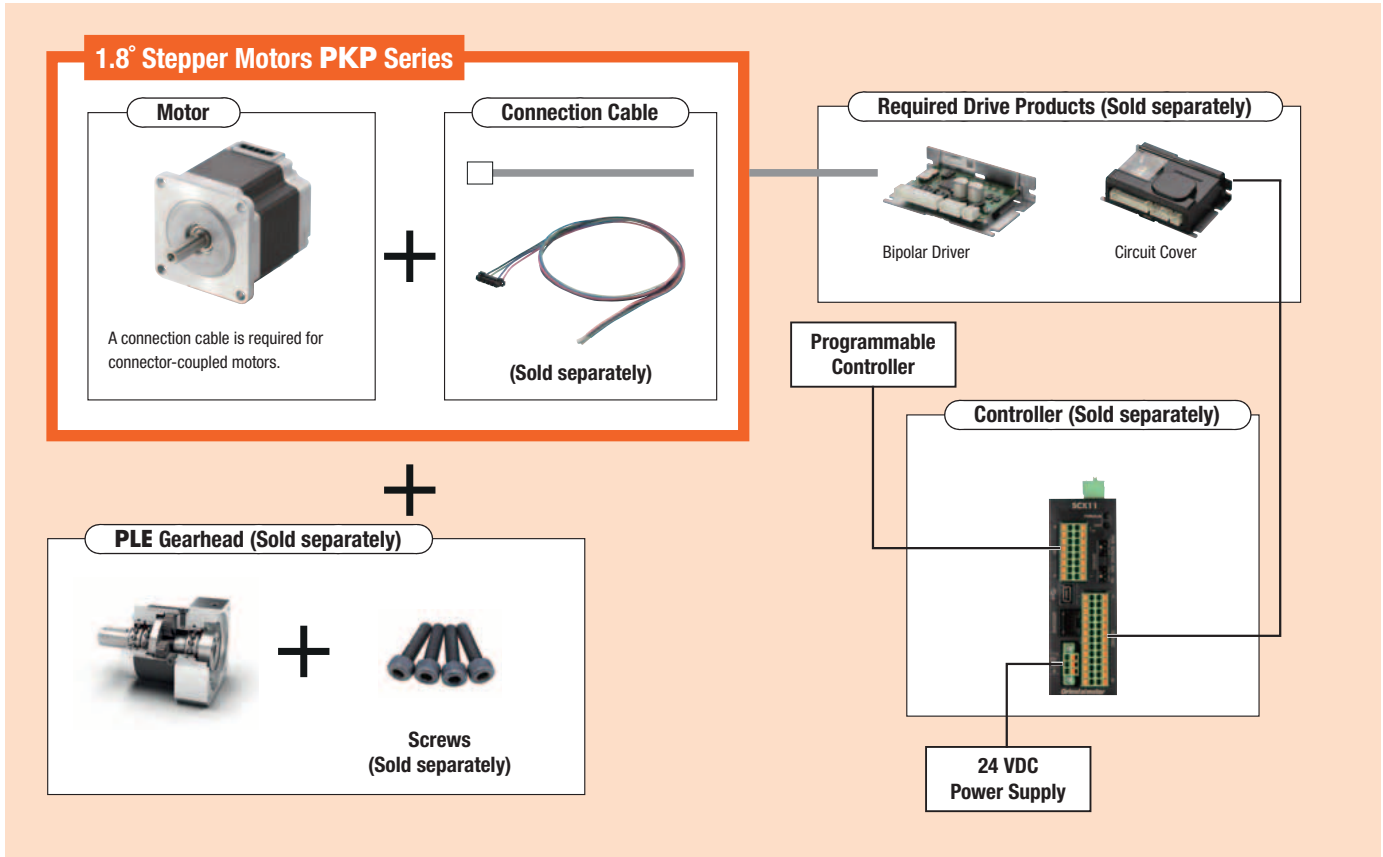 1.8° Stepper Motors PKP Series
Motor
A connection cable is required for
connector-coupled motors.
Connection Cable
(Sold separately)
Required Drive Products (Sold separately)
Bipolar Driver
Circuit Cover
Programmable
Controller
Controller (Sold separately)
SCX11
Orientalmotor
24 VDC
Power Supply
PLE Gearhead (Sold separately)
Screws
(Sold separately)